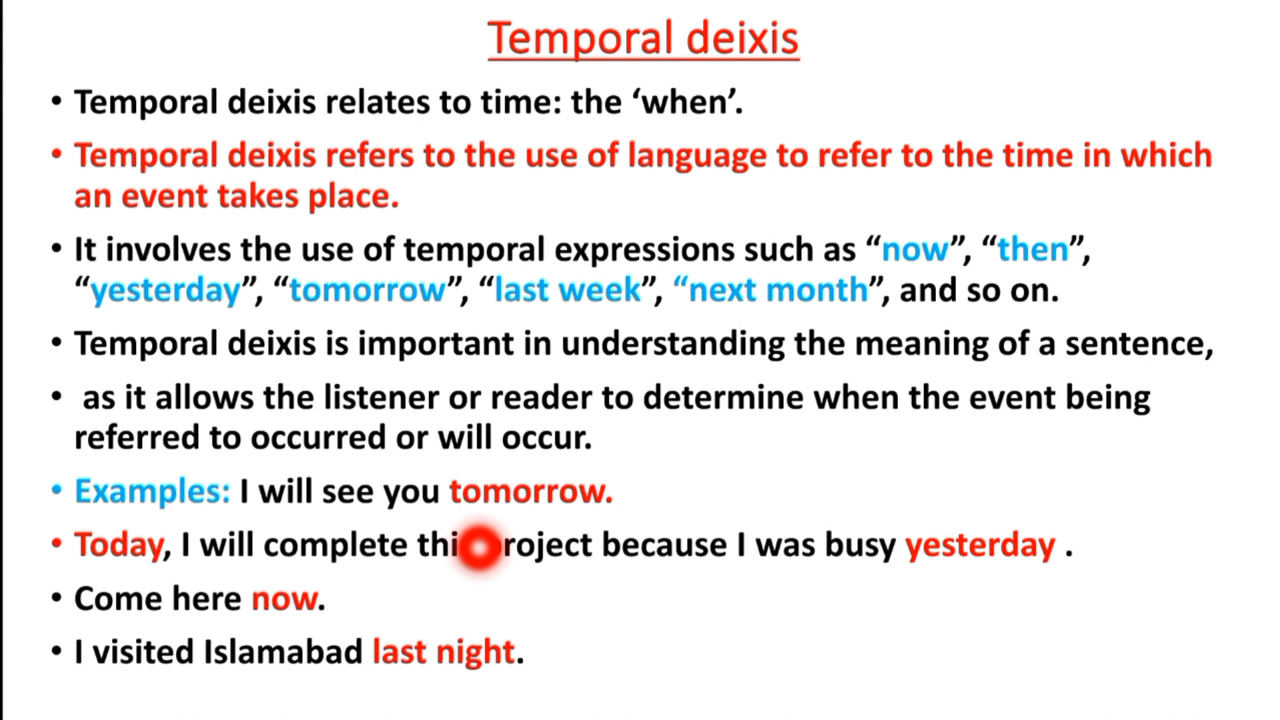 Temporal deixis
• Temporal deixis relates to time: the ‘when’.
• Temporal deixis refers to the use of language to refer to the time in which
an event takes place.
• It involves the use of temporal expressions such as “now”, “then”,
“yesterday”, “tomorrow”, “last week”, “next month”, and so on.
• Temporal deixis is important in understanding the meaning of a sentence,
• as it allows the listener or reader to determine when the event being
referred to occurred or will occur.
• Examples: I will see you tomorrow.
• Today, I will complete this project because I was busy yesterday .
• Come here now.
• I visited Islamabad last night.